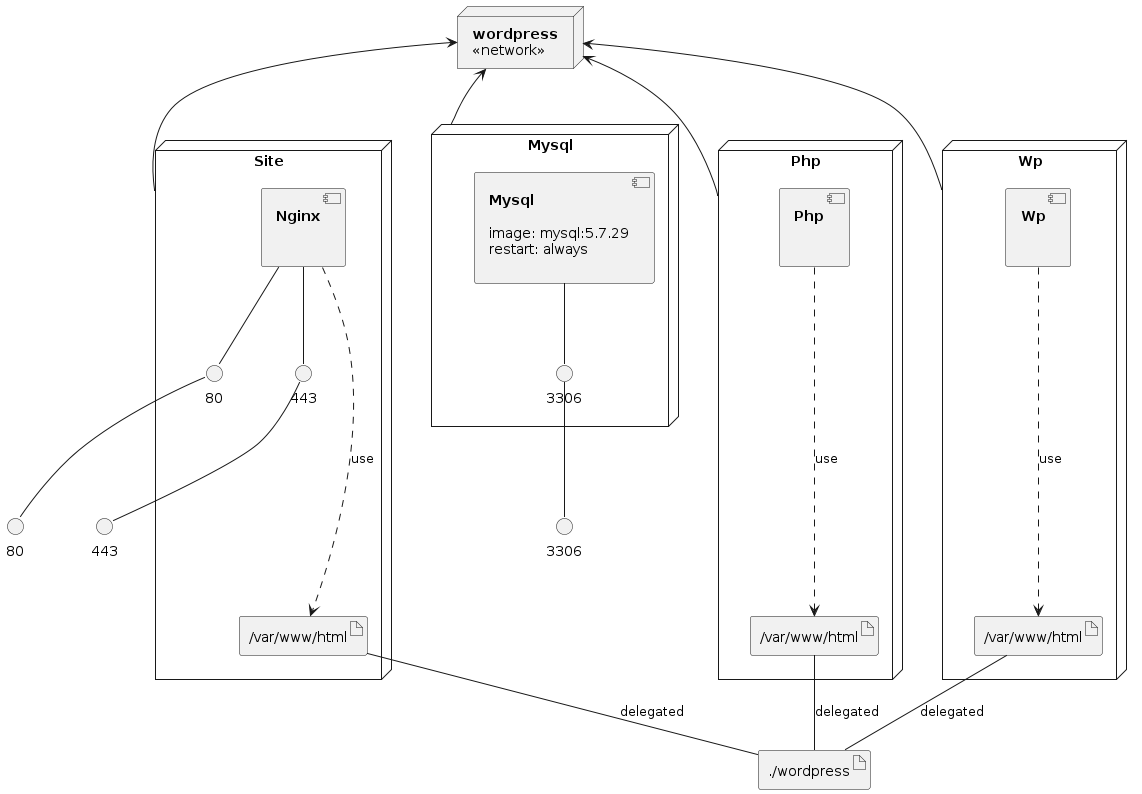 wordpress
«network»
Site
Mysql
Php
Wp
Nginx
Mysql
image: mysql:5.7.29
restart: always
Php
Wp
80
443
3306
use
use
use
80
443
3306
/var/www/html
/var/www/html
/var/www/html
delegated
delegated
delegated
./wordpress